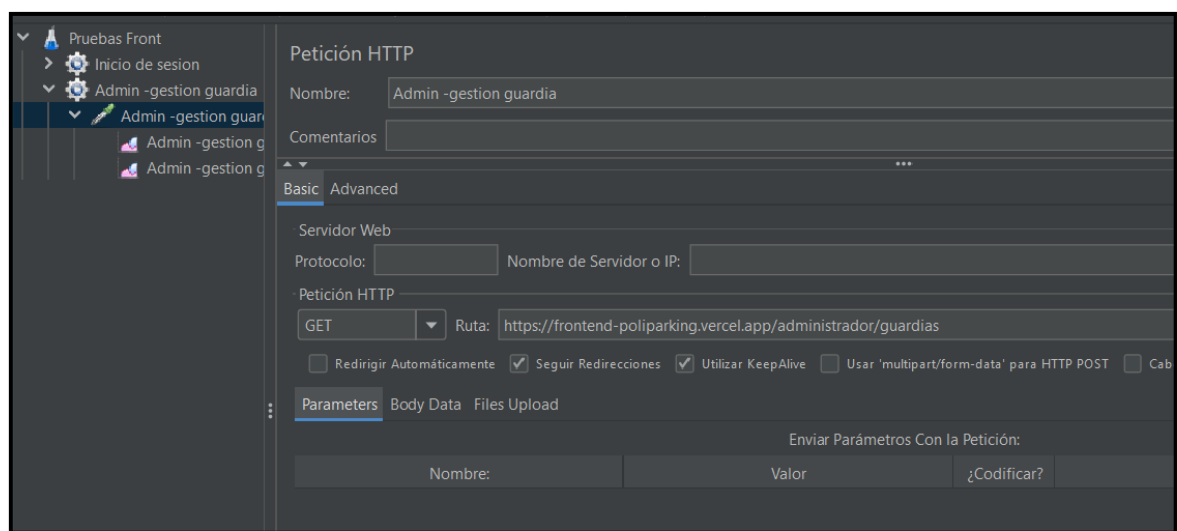 Pruebas Front
Inicio de sesion
Admin -gestion guardia
Admin -gestion guar
Admin -gestion g
Admin -gestion g
Petición HTTP
Nombre: Admin -gestion guardia
Comentarios
Basic Advanced
Servidor Web
Protocolo: Nombre de Servidor o IP:
Petición HTTP
GET Ruta: https://frontend-poliparking.vercel.app/administrador/guardias
Redirigir Automáticamente Seguir Redirecciones Utilizar KeepAlive Usar 'multipart/form-data' para HTTP POST Cab
Parameters Body Data Files Upload
Enviar Parámetros Con la Petición:
Nombre: Valor ¿Codificar?